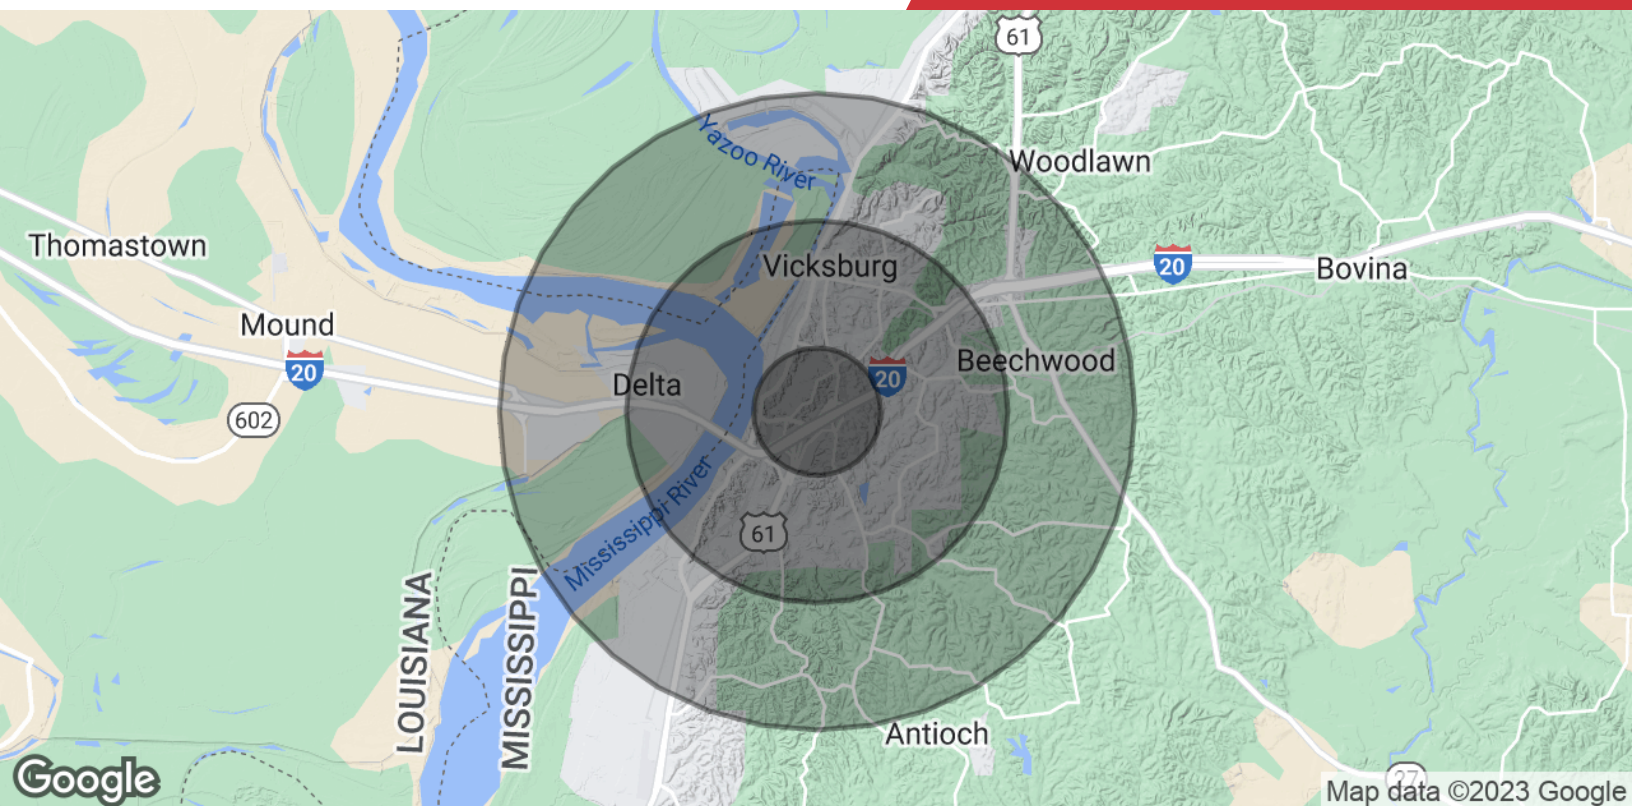 61
Yazoo River
Woodlawn
Thomastown
Vicksburg
20
Bovina
Mound
20
Beechwood
20
Delta
602
Mississippi River
61
LOUISIANA
MISSISSIPPI
Antioch
27
Google
Map data ©2023 Google